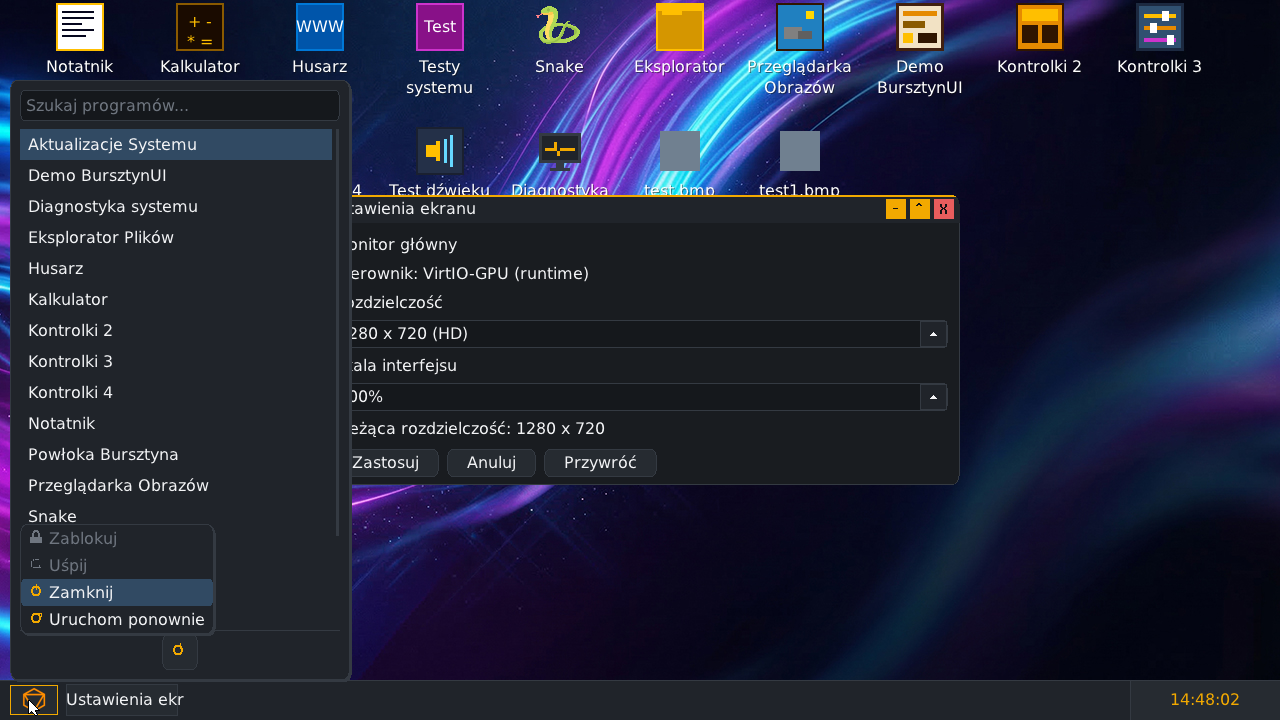 WWW
Test
Notatnik
Kalkulator
Husarz
Testy
systemu
Snake
Eksplorator
Przeglądarka
Obrazów
Demo
BursztynUI
Kontrolki 2
Kontrolki 3
4
Test dźwięku
Diagnostyka
test.bmp
test1.bmp
Szukaj programów...
Aktualizacje Systemu
Demo BursztynUI
Diagnostyka systemu
Eksplorator Plików
Husarz
Kalkulator
Kontrolki 2
Kontrolki 3
Kontrolki 4
Notatnik
Powłoka Bursztyna
Przeglądarka Obrazów
Snake
Zablokuj
Uśpij
Zamknij
Uruchom ponownie
tawienia ekranu
onitor główny
erownik: VirtIO-GPU (runtime)
ozdzielczość
280 x 720 (HD)
ala interfejsu
00%
eżąca rozdzielczość: 1280 x 720
Zastosuj
Anuluj
Przywróć
Ustawienia ekr
14:48:02